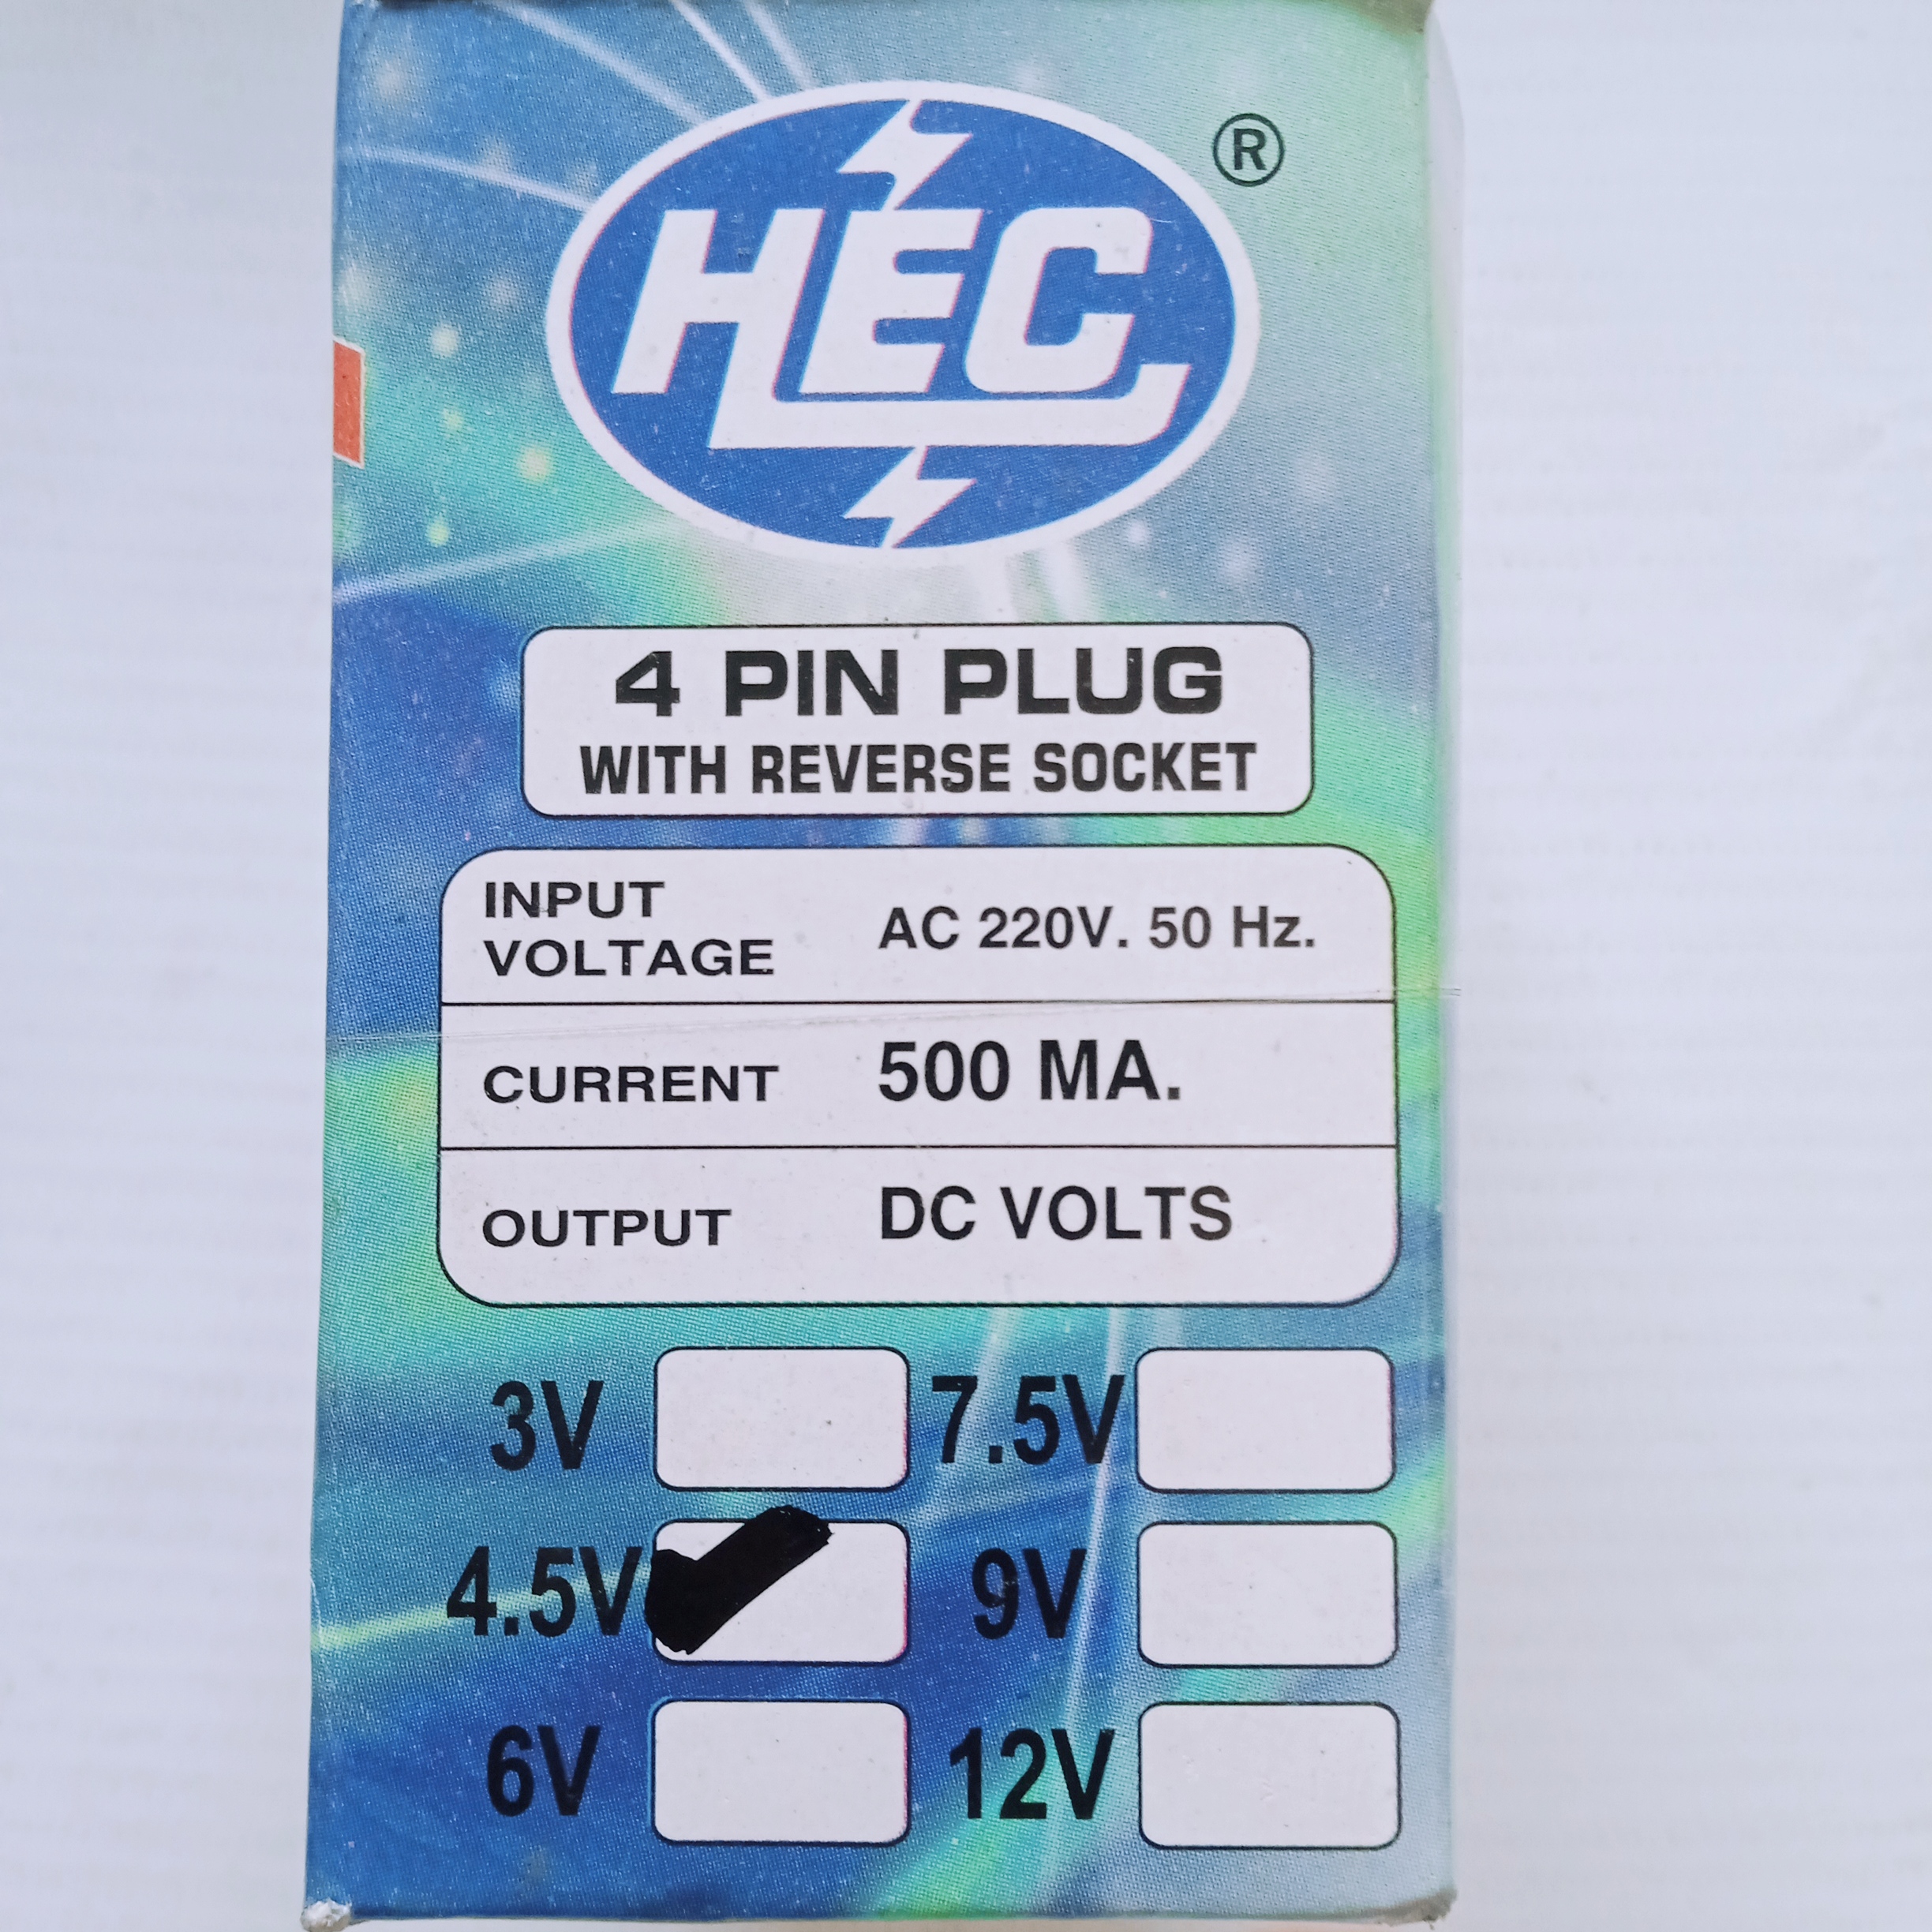 HEC
®
4 PIN PLUG
WITH REVERSE SOCKET
INPUT
VOLTAGE
AC 220V. 50 Hz.
CURRENT 500 MA.
OUTPUT DC VOLTS
3V 7.5V
4.5V 9V
6V 12V